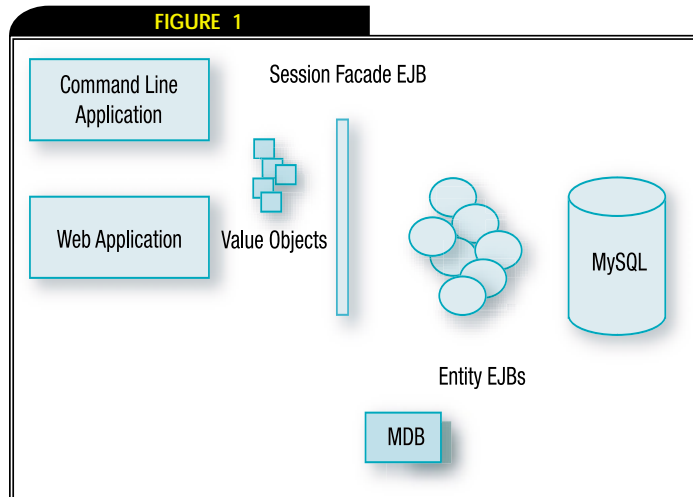 FIGURE 1
Command Line
Application
Session Facade EJB
Web Application
Value Objects
MySQL
Entity EJBs
MDB